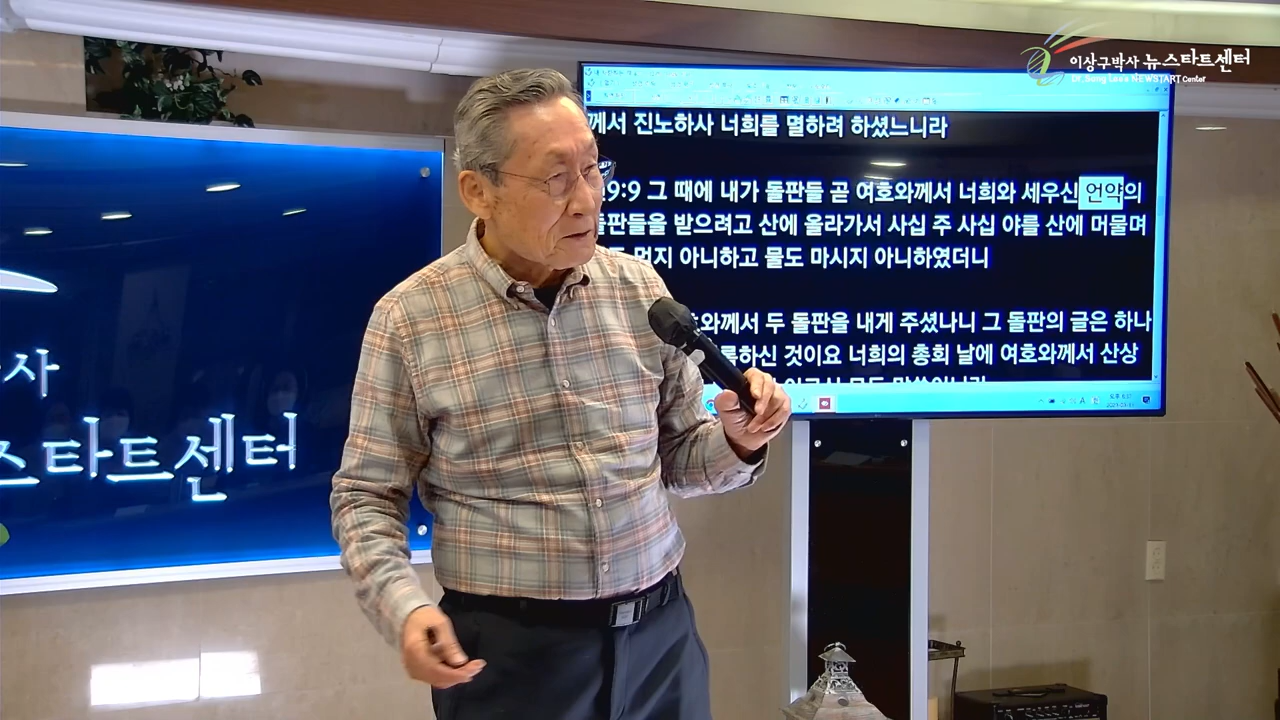 이상구박사 뉴스타트센터
Dr. Sang Lee's NEWSTART Center
께서 진노하사 너희를 멸하려 하셨느니라
9:9 그 때에 내가 돌판들 곧 여호와께서 너희와 세우신 언약의
돌판들을 받으려고 산에 올라가서 사십 주 사십 야를 산에 머물며
먹지 아니하고 물도 마시지 아니하였더니
호와께서 두 돌판을 내게 주셨나니 그 돌판의 글은 하나
록하신 것이요 너희의 총회 날에 여호와께서 산상
사
스타트센터